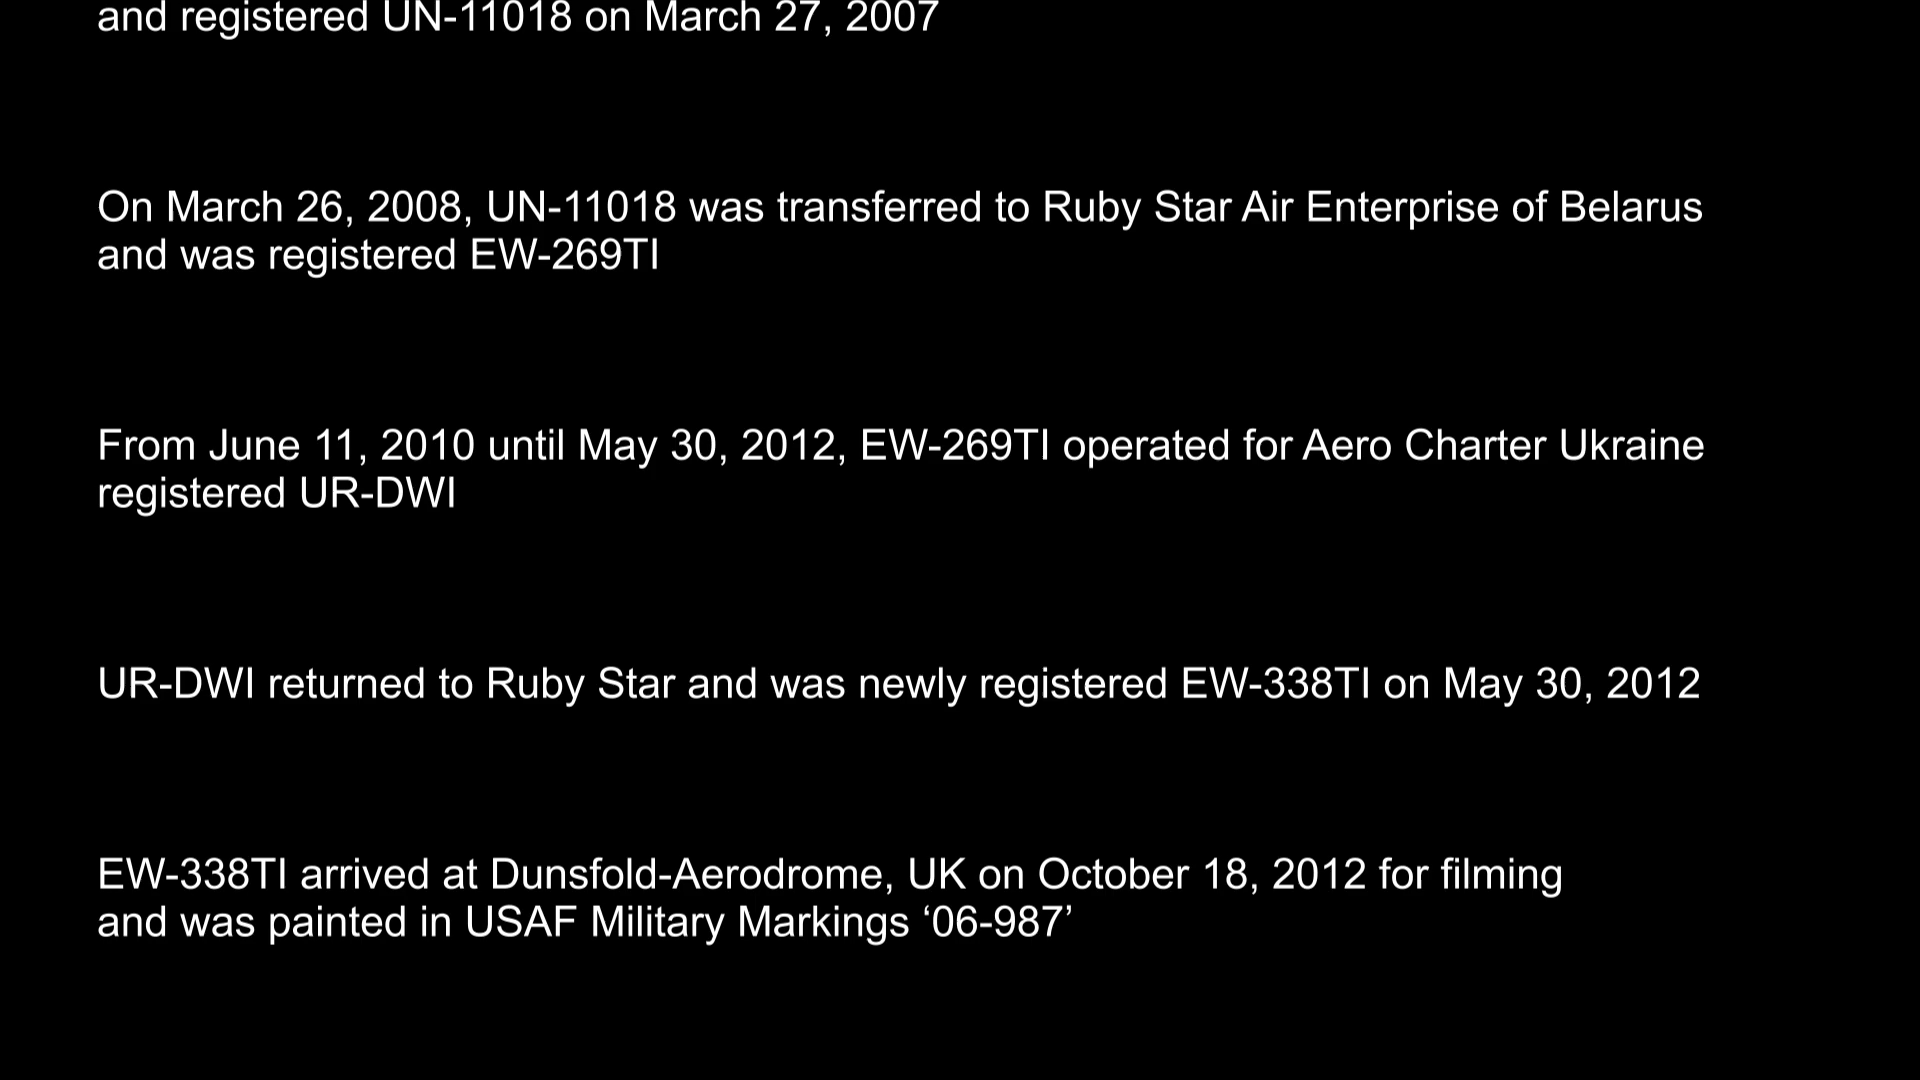 and registered UN-11018 on March 27, 2007
On March 26, 2008, UN-11018 was transferred to Ruby Star Air Enterprise of Belarus
and was registered EW-269TI
From June 11, 2010 until May 30, 2012, EW-269TI operated for Aero Charter Ukraine
registered UR-DWI
UR-DWI returned to Ruby Star and was newly registered EW-338TI on May 30, 2012
EW-338TI arrived at Dunsfold-Aerodrome, UK on October 18, 2012 for filming
and was painted in USAF Military Markings ‘06-987’